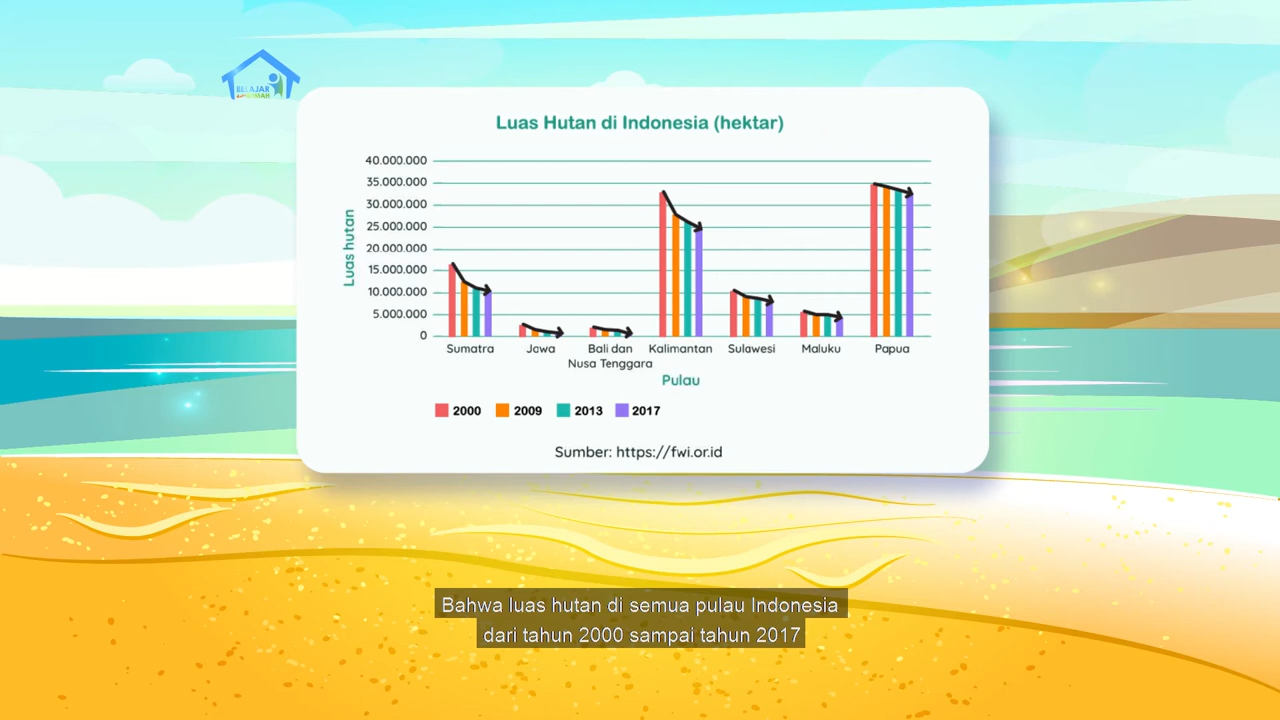 BELAJAR
Luas Hutan di Indonesia (hektar)
Luas hutan
40.000.000
35.000.000
30.000.000
25.000.000
20.000.000
15.000.000
10.000.000
5.000.000
0
Sumatra Jawa Bali dan Kalimantan Sulawesi Maluku Papua
Nusa Tenggara
Pulau
2000 2009 2013 2017
Sumber: https://fwi.or.id
Bahwa luas hutan di semua pulau Indonesia
dari tahun 2000 sampai tahun 2017